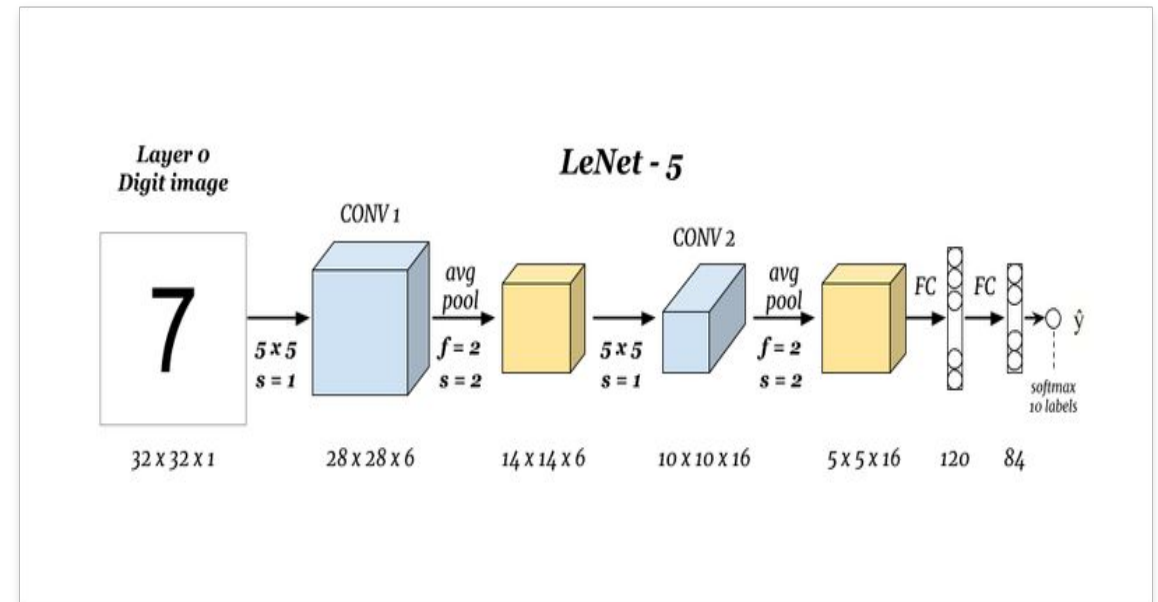 Layer 0
Digit image
LeNet - 5
CONV 1
CONV 2
7
avg
pool
avg
pool
FC
FC
5 x 5
s = 1
f = 2
s = 2
5 x 5
s = 1
f = 2
s = 2
ŷ
softmax
10 labels
32 x 32 x 1
28 x 28 x 6
14 x 14 x 6
10 x 10 x 16
5 x 5 x 16
120
84